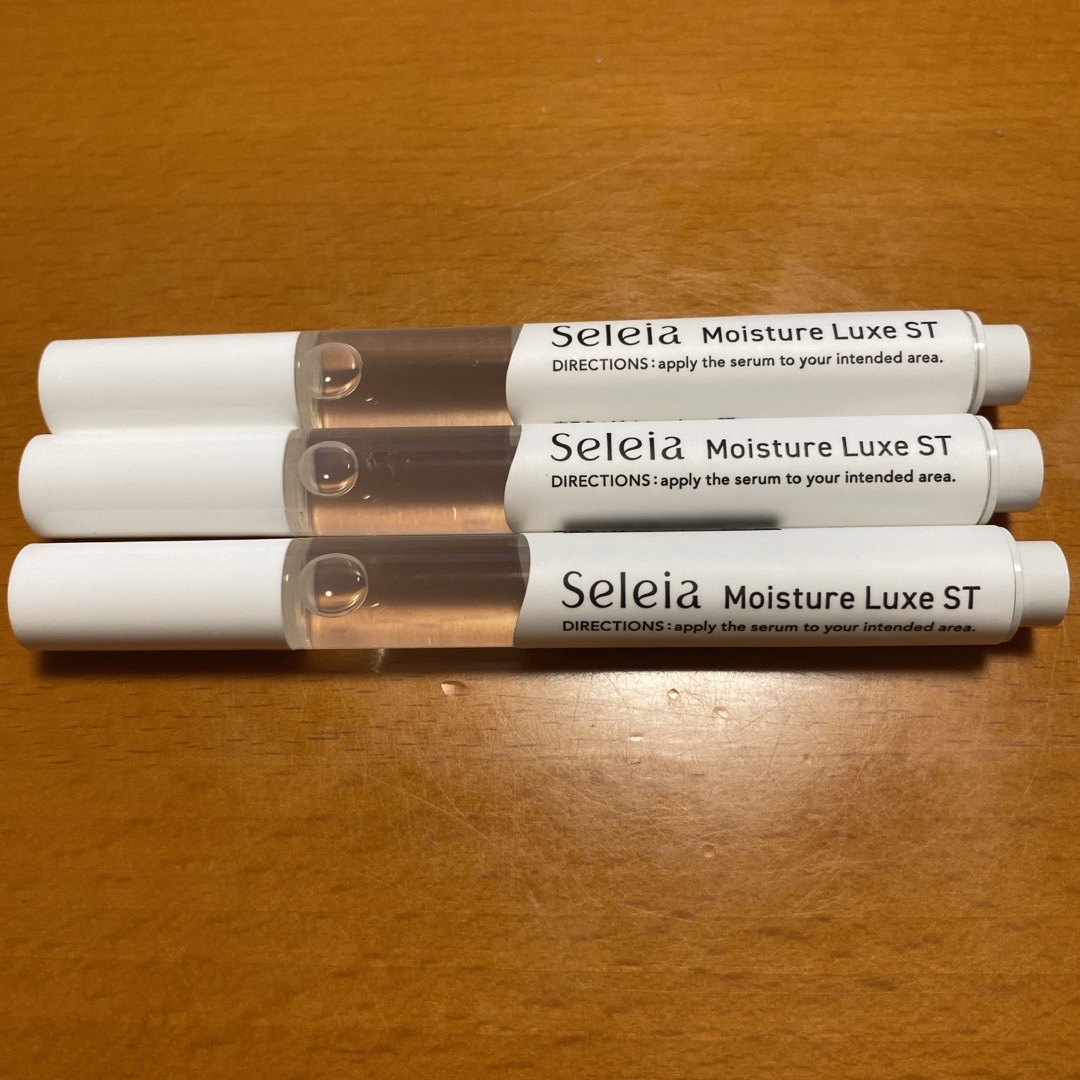 Seleia Moisture Luxe ST
DIRECTIONS : apply the serum to your intended area.
Seleia Moisture Luxe ST
DIRECTIONS : apply the serum to your intended area.
Seleia Moisture Luxe ST
DIRECTIONS : apply the serum to your intended area.